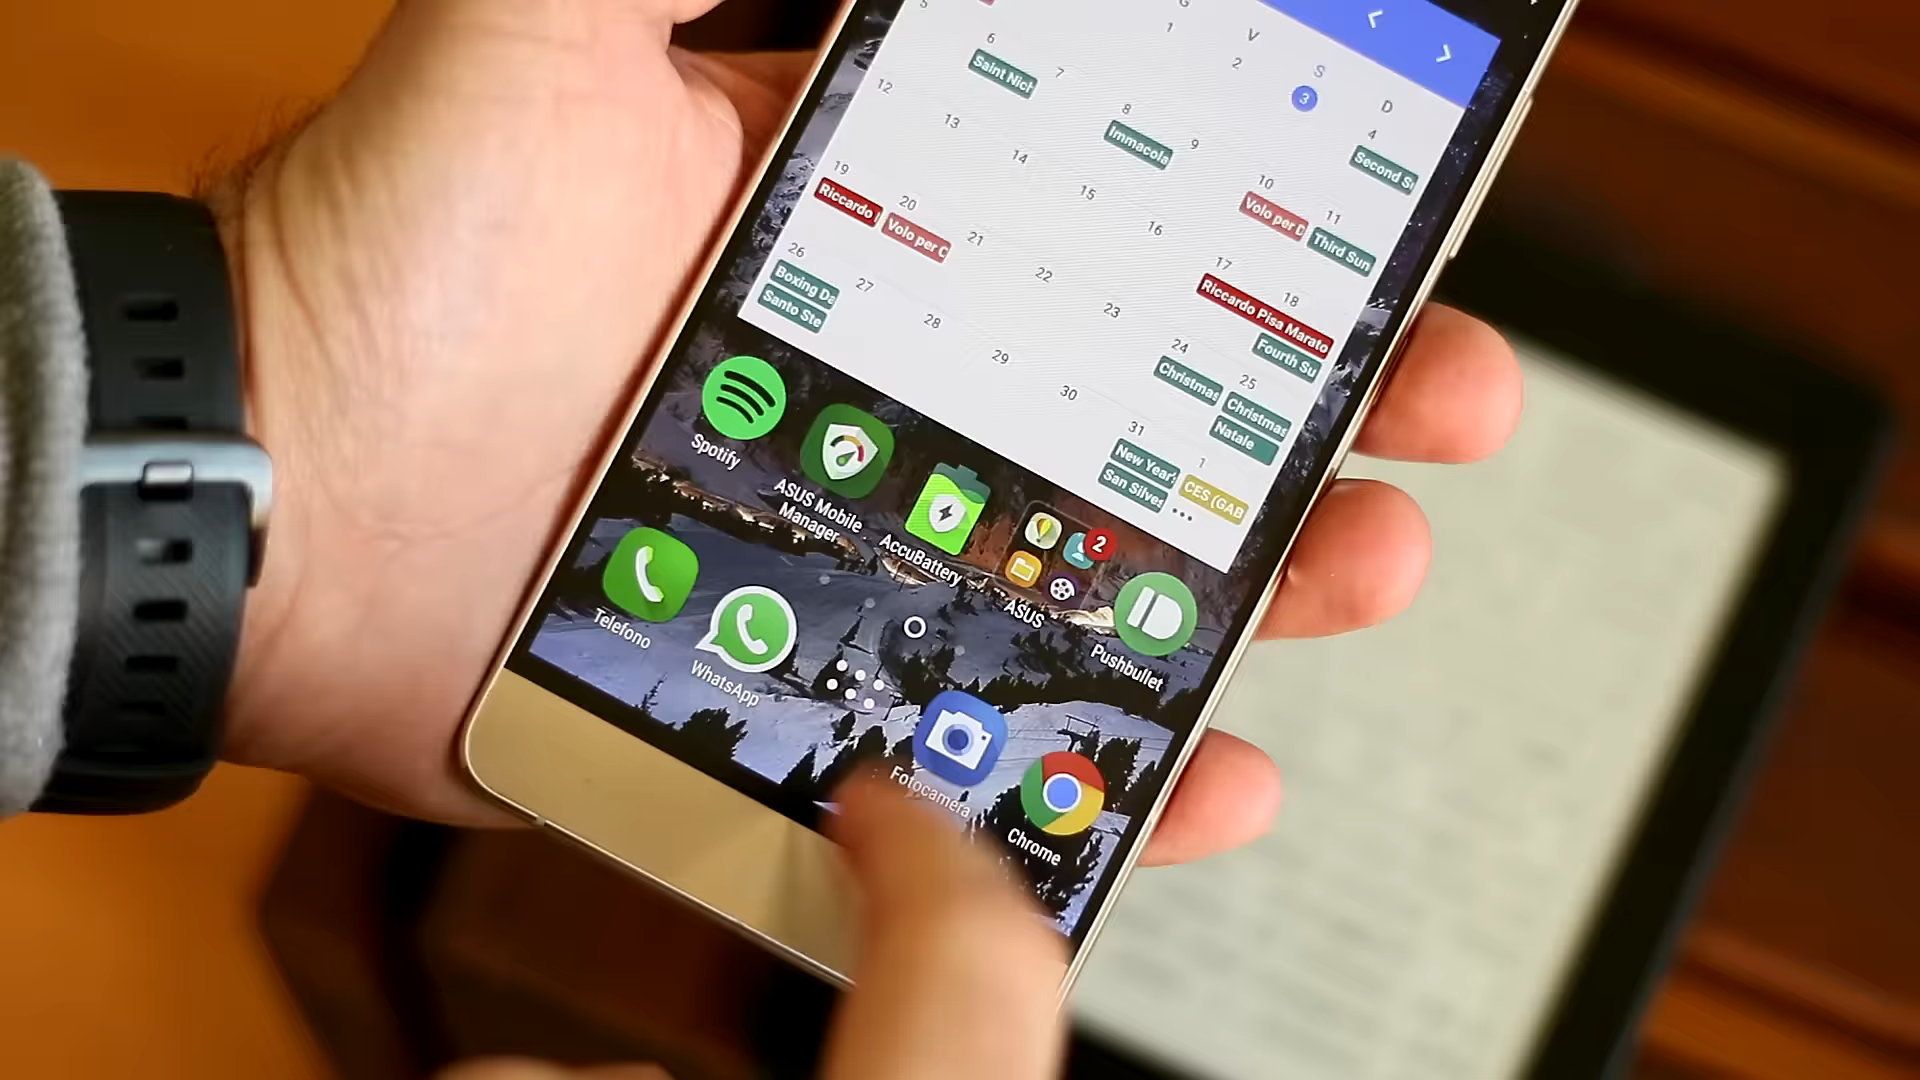 G
V
S
D
1
2
3
4
Second S
5
6
Saint Nich
7
8
Immacola
9
10
Volo per D
11
Third Sun
12
13
14
15
16
17
Riccardo Pisa Marato
18
Fourth Su
19
Riccardo
20
Volo per C
21
22
23
24
Christmas
25
Christmas
Natale
26
Boxing Da
Santo Ste
27
28
29
30
31
New Year'
San Silves
1
CES (GAB
...
Spotify
ASUS Mobile
Manager
AccuBattery
2
ASUS
Pushbullet
Telefono
WhatsApp
Fotocamera
Chrome